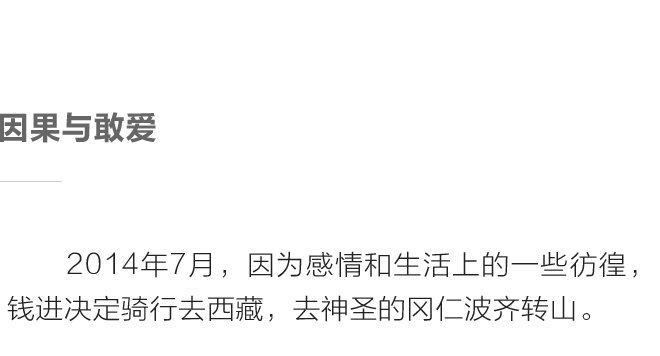 因果与敢爱
2014年7月，因为感情和生活上的一些彷徨，
钱进决定骑行去西藏，去神圣的冈仁波齐转山。